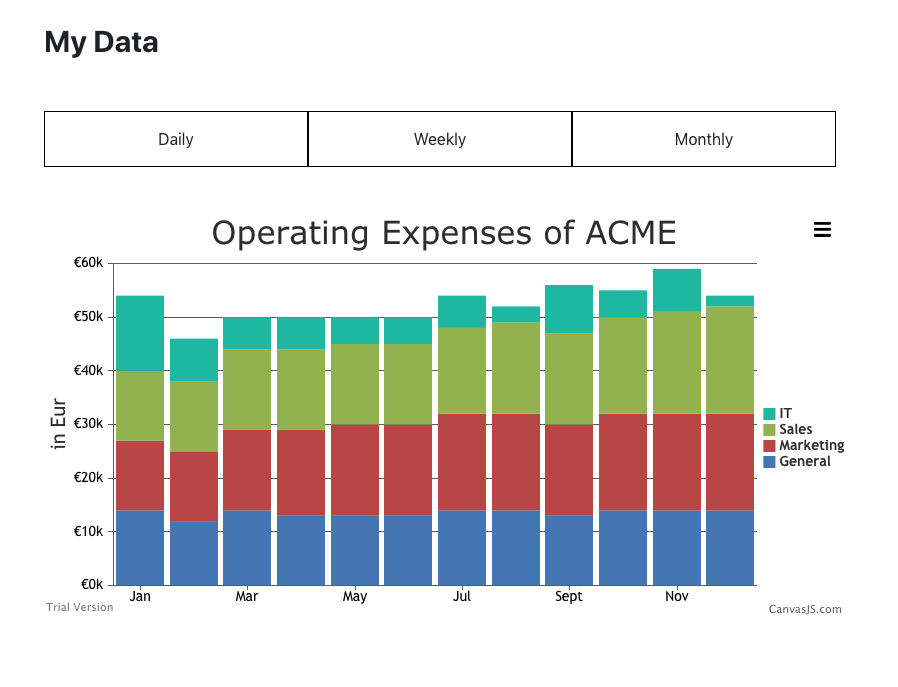 My Data
Daily Weekly Monthly
Operating Expenses of ACME
€60k
€50k
€40k
€30k
€20k
€10k
€0k
in Eur
IT
Sales
Marketing
General
Jan Mar May Jul Sept Nov
Trial Version
CanvasJS.com